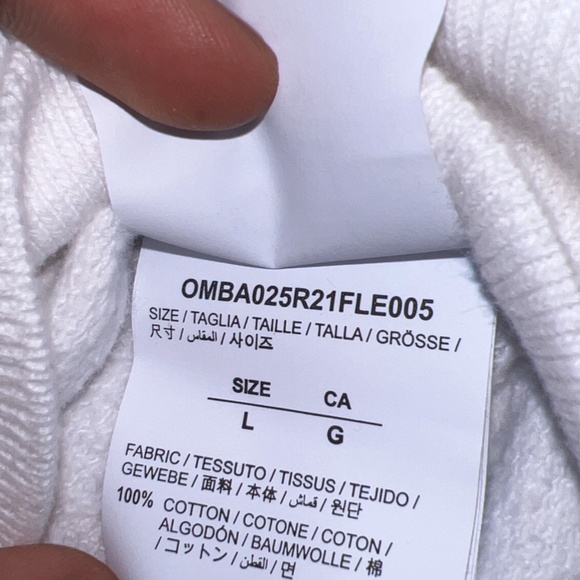 OMBA025R21FLE005
SIZE / TAGLIA / TAILLE / TALLA / GRÖSSE /
尺寸 / المقاس / 사이즈
SIZE CA
L G
FABRIC / TESSUTO / TISSUS / TEJIDO /
GEWEBE / 面料 / 本体 / قماش / 원단
100% COTTON / COTONE / COTON /
ALGODÓN / BAUMWOLLE / 棉
/ コットン / القطن / 면